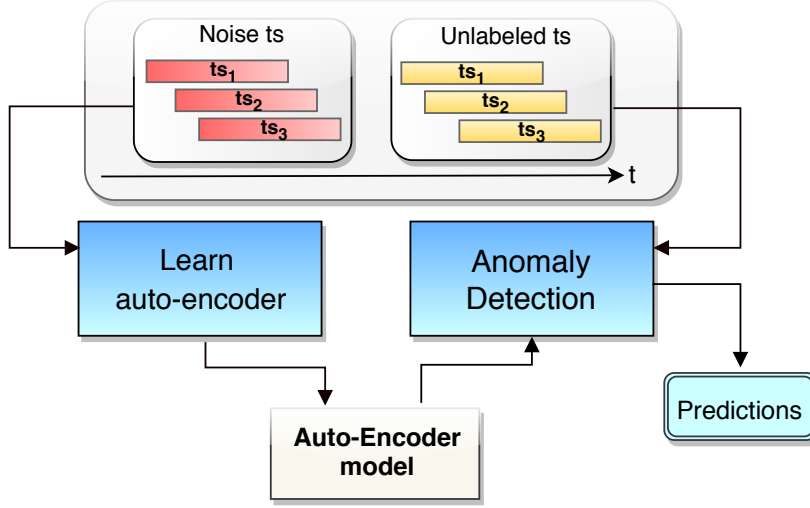 Noise ts
ts1
ts2
ts3
Unlabeled ts
ts1
ts2
ts3
t
Learn
auto-encoder
Anomaly
Detection
Auto-Encoder
model
Predictions